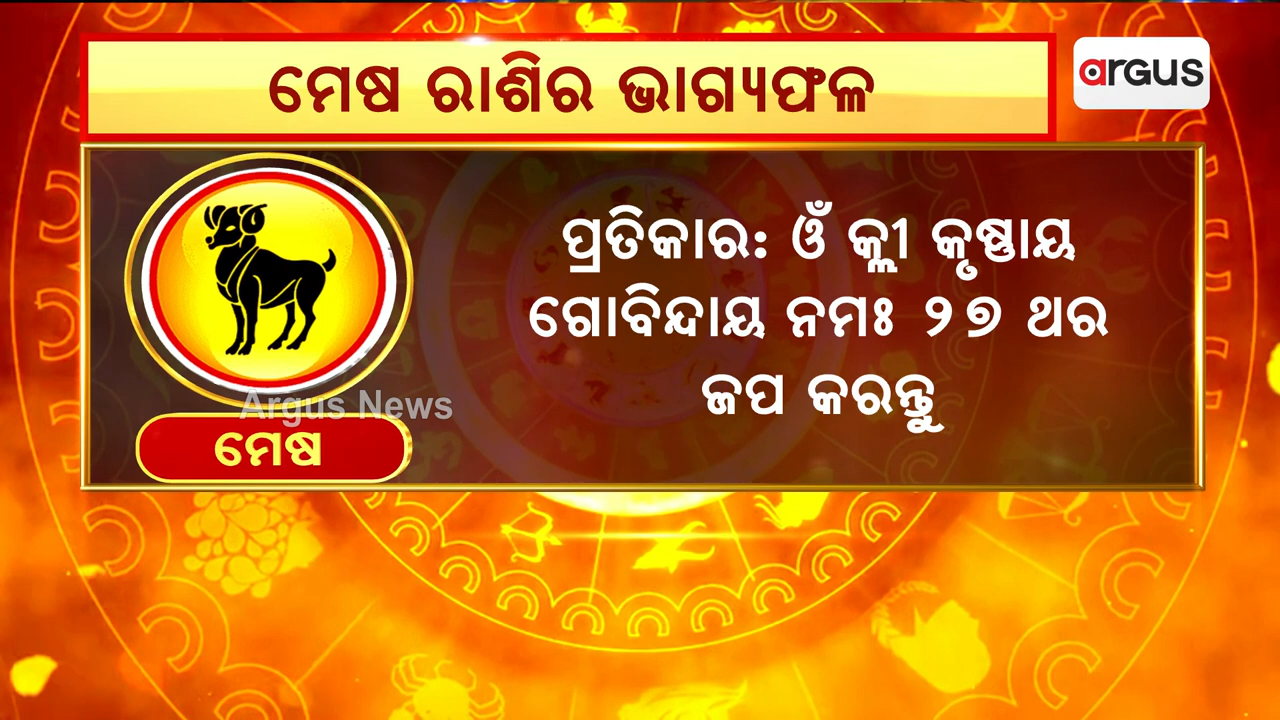 ମେଷ ରାଶିର ଭାଗ୍ୟଫଳ
argus
ପ୍ରତିକାର: ଓଁ କ୍ଲୀ କୃଷ୍ଣାୟ
ଗୋବିନ୍ଦାୟ ନମଃ ୨୭ ଥର
ଜପ କରନ୍ତୁ
Argus News
ମେଷ